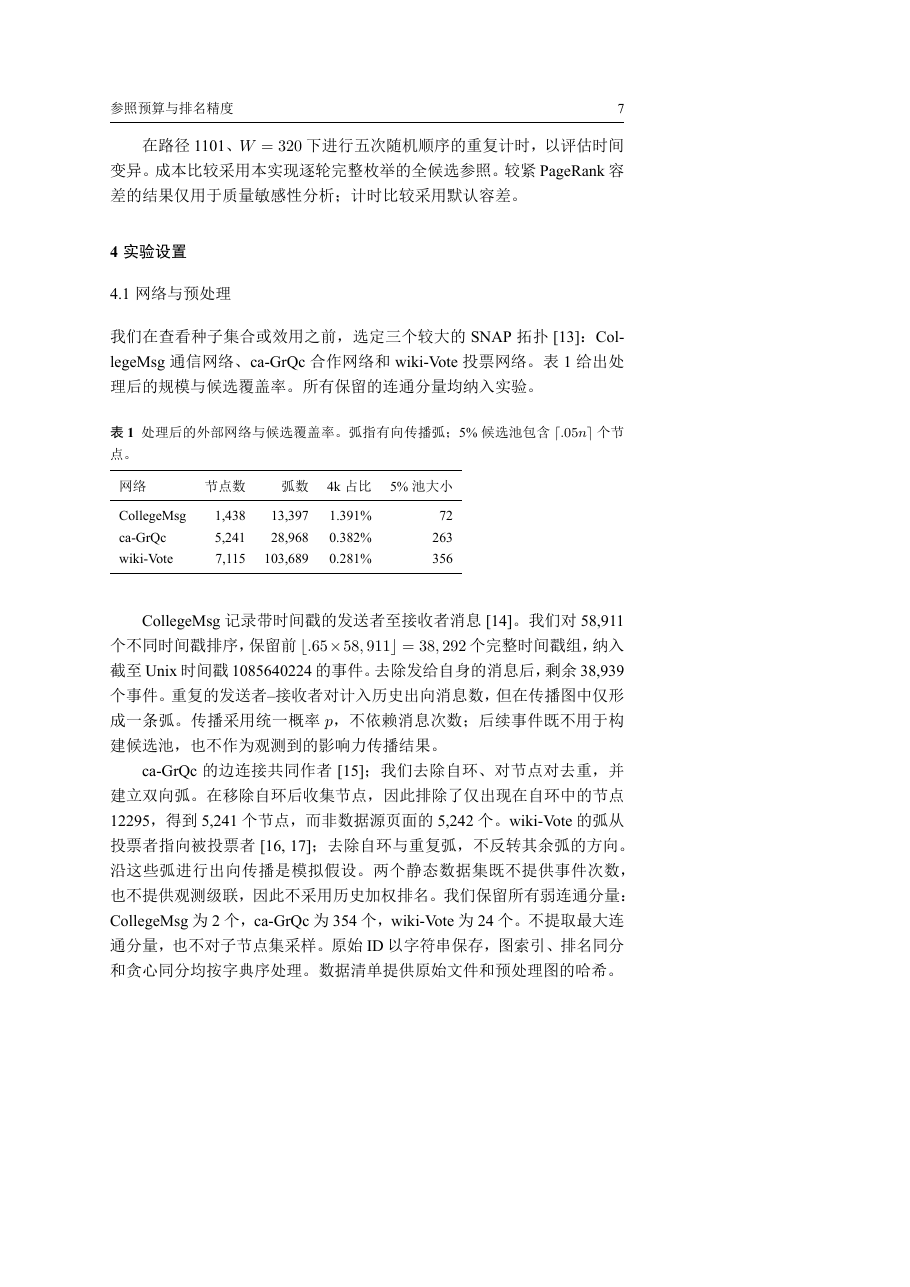 参照预算与排名精度 7
在路径 1101、W = 320 下进行五次随机顺序的重复计时，以评估时间
变异。成本比较采用本实现逐轮完整枚举的全候选参照。较紧 PageRank 容
差的结果仅用于质量敏感性分析；计时比较采用默认容差。
4 实验设置
4.1 网络与预处理
我们在查看种子集合或效用之前，选定三个较大的 SNAP 拓扑 [13]：Col-
legeMsg 通信网络、ca-GrQc 合作网络和 wiki-Vote 投票网络。表 1 给出处
理后的规模与候选覆盖率。所有保留的连通分量均纳入实验。
表 1 处理后的外部网络与候选覆盖率。弧指有向传播弧；5% 候选池包含 ⌈.05n⌉ 个节
点。
网络 节点数 弧数 4k 占比 5% 池大小
CollegeMsg 1,438 13,397 1.391% 72
ca-GrQc 5,241 28,968 0.382% 263
wiki-Vote 7,115 103,689 0.281% 356
CollegeMsg 记录带时间戳的发送者至接收者消息 [14]。我们对 58,911
个不同时间戳排序，保留前 ⌊.65×58,911⌋ = 38,292 个完整时间戳组，纳入
截至 Unix 时间戳 1085640224 的事件。去除发给自身的消息后，剩余 38,939
个事件。重复的发送者–接收者对计入历史出向消息数，但在传播图中仅形
成一条弧。传播采用统一概率 p，不依赖消息次数；后续事件既不用于构
建候选池，也不作为观测到的影响力传播结果。
ca-GrQc 的边连接共同作者 [15]；我们去除自环、对节点对去重，并
建立双向弧。在移除自环后收集节点，因此排除了仅出现在自环中的节点
12295，得到 5,241 个节点，而非数据源页面的 5,242 个。wiki-Vote 的弧从
投票者指向被投票者 [16, 17]；去除自环与重复弧，不反转其余弧的方向。
沿这些弧进行出向传播是模拟假设。两个静态数据集既不提供事件次数，
也不提供观测级联，因此不采用历史加权排名。我们保留所有弱连通分量：
CollegeMsg 为 2 个，ca-GrQc 为 354 个，wiki-Vote 为 24 个。不提取最大连
通分量，也不对子节点集采样。原始 ID 以字符串保存，图索引、排名同分
和贪心同分均按字典序处理。数据清单提供原始文件和预处理图的哈希。